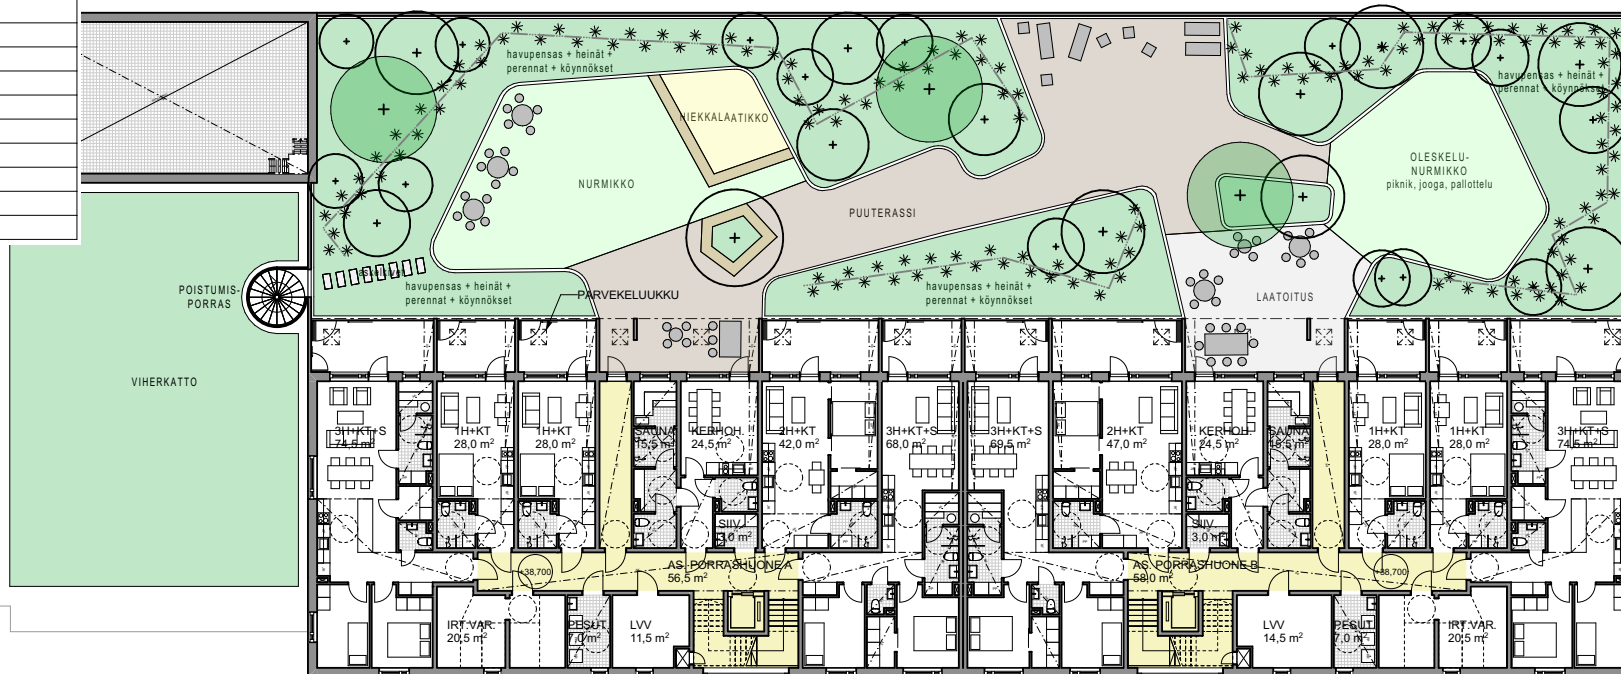 havupensas + heinät +
perennat + köynnökset
HIEKKALAATIKKO
NURMIKKO
PUUTERASSI
havupensas + heinät +
perennat + köynnökset
OLESKELU-
NURMIKKO
piknik, jooga, pallottelu
POISTUMIS-
PORRAS
havupensas + heinät +
perennat + köynnökset
PARVEKELUUKKU
havupensas + heinät +
perennat + köynnökset
LAATOITUS
VIHERKATTO
3H+KT+S
74,5 m²
1H+KT
28,0 m²
1H+KT
28,0 m²
SAUNA
15,5 m²
KERHOH.
24,5 m²
2H+KT
42,0 m²
3H+KT+S
68,0 m²
3H+KT+S
69,5 m²
2H+KT
47,0 m²
KERHOH.
24,5 m²
SAUNA
15,5 m²
1H+KT
28,0 m²
1H+KT
28,0 m²
3H+KT+S
74,5 m²
SIIV.
3,0 m²
SIIV.
3,0 m²
+38,700
AS. PORRASHUONE A
56,5 m²
AS. PORRASHUONE B
58,0 m²
+38,700
IRT.VAR.
20,5 m²
PESUT.
7,0 m²
LVV
11,5 m²
LVV
14,5 m²
PESUT.
7,0 m²
IRT.VAR.
20,5 m²